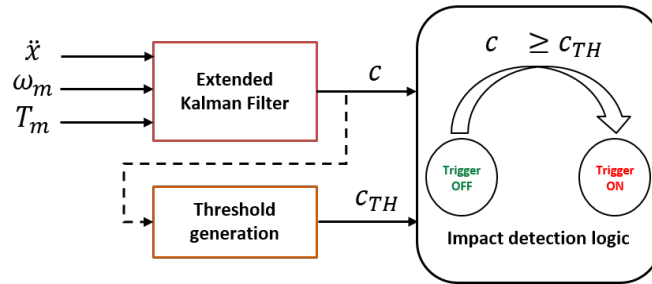 ẍ
ω_m
T_m
Extended
Kalman Filter
c
c ≥ c_TH
Trigger
OFF
Trigger
ON
Threshold
generation
c_TH
Impact detection logic